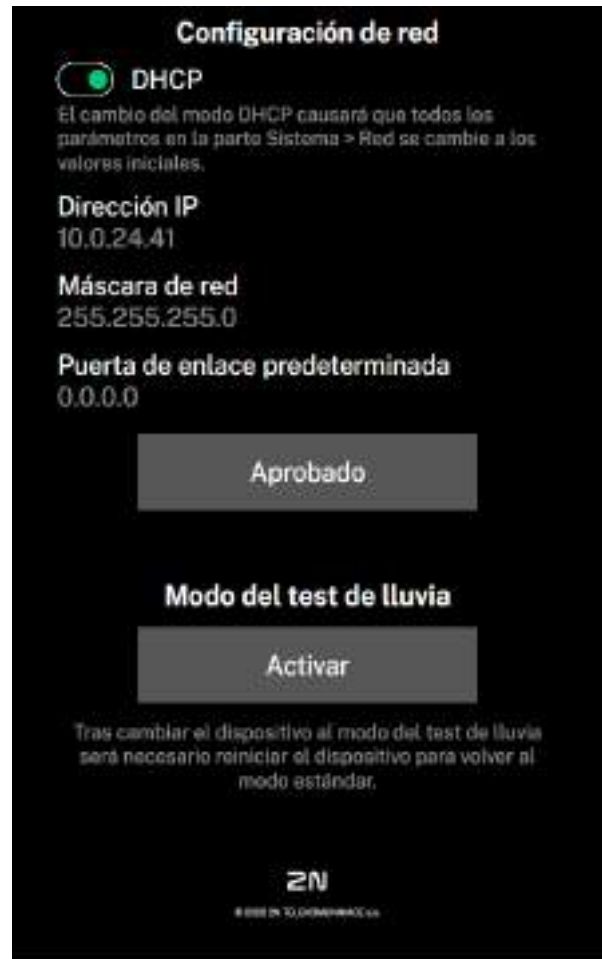 Configuración de red
DHCP
El cambio del modo DHCP causará que todos los
parámetros en la parte Sistema > Red se cambie a los
valores iniciales.
Dirección IP
10.0.24.41
Máscara de red
255.255.255.0
Puerta de enlace predeterminada
0.0.0.0
Aprobado
Modo del test de lluvia
Activar
Tras cambiar el dispositivo al modo del test de lluvia
será necesario reiniciar el dispositivo para volver al
modo estándar.
2N